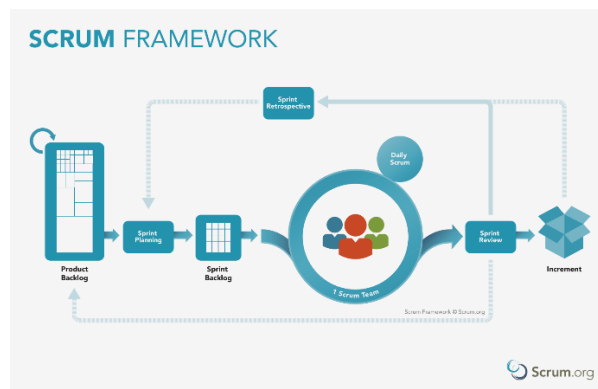 SCRUM FRAMEWORK
Sprint
Retrospective
Daily
Scrum
Sprint
Planning
Sprint
Review
Product
Backlog
Sprint
Backlog
1 Scrum Team
Increment
Scrum Framework © Scrum.org
Scrum.org